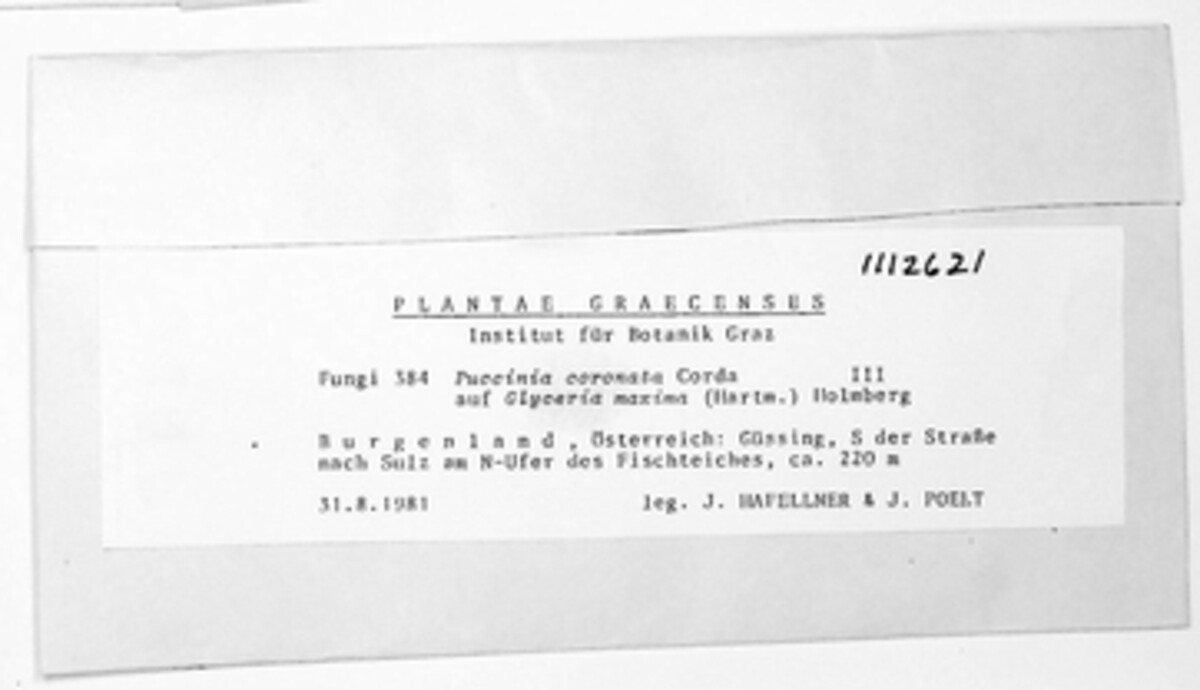 1112621
PLANTAE GRAECENSES
Institut für Botanik Graz
Fungi 384 Puccinia coronata Corda III
auf Glyceria maxima (Hartm.) Holmberg
Burgenland, Österreich: Güssing, S der Straße
nach Sulz am N-Ufer des Fischteiches, ca. 220 m
31.8.1981 leg. J. HAFELLNER & J. POELT